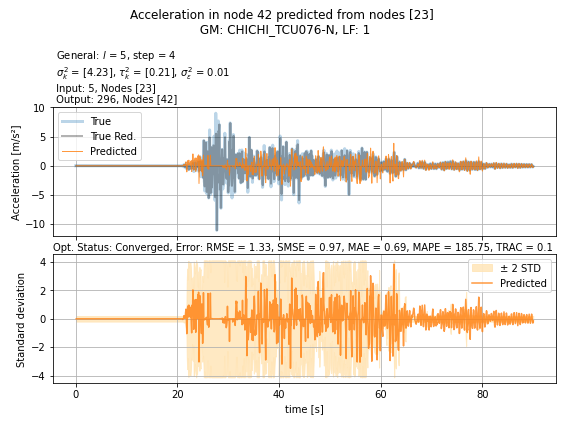 Acceleration in node 42 predicted from nodes [23]
GM: CHICHI_TCU076-N, LF: 1
General: l = 5, step = 4
σ²ₖ = [4.23], τ²ₖ = [0.21], σ²ε = 0.01
Input: 5, Nodes [23]
Output: 296, Nodes [42]
Acceleration [m/s²]
10
5
0
−5
−10
True
True Red.
Predicted
Opt. Status: Converged, Error: RMSE = 1.33, SMSE = 0.97, MAE = 0.69, MAPE = 185.75, TRAC = 0.1
Standard deviation
4
2
0
−2
−4
± 2 STD
Predicted
0 20 40 60 80
time [s]